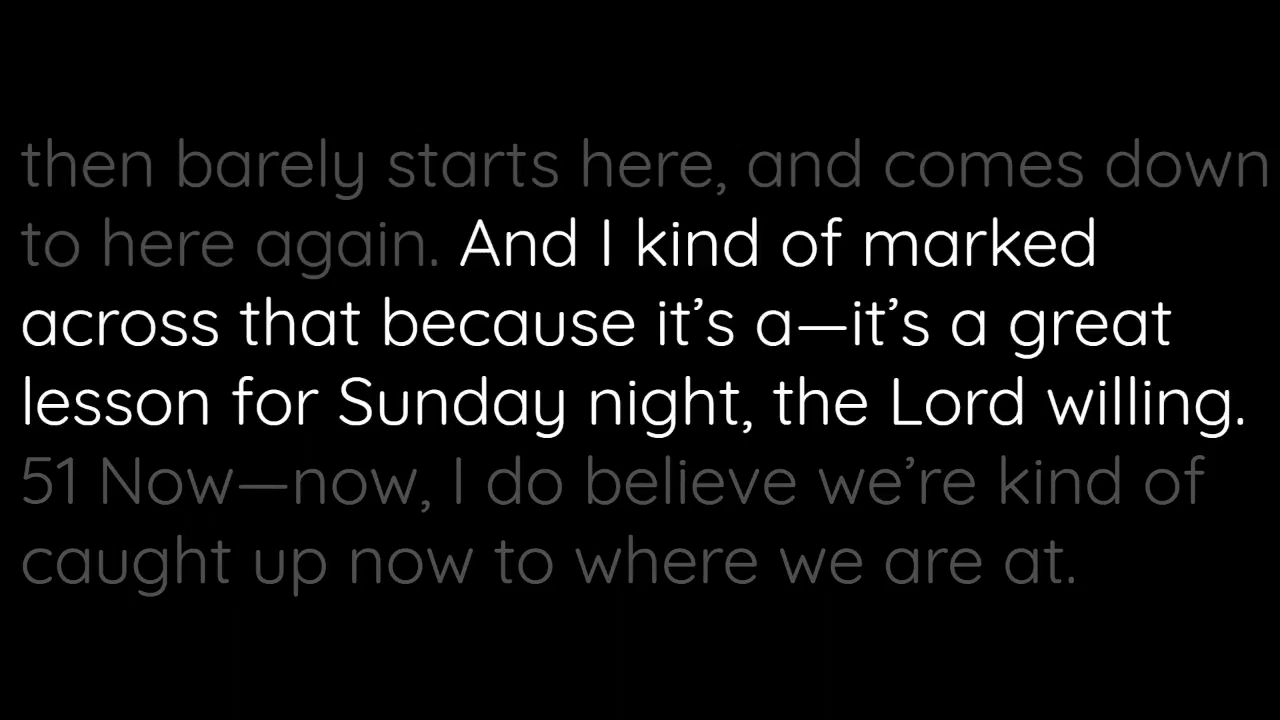 then barely starts here, and comes down
to here again. And I kind of marked
across that because it’s a—it’s a great
lesson for Sunday night, the Lord willing.
51 Now—now, I do believe we’re kind of
caught up now to where we are at.